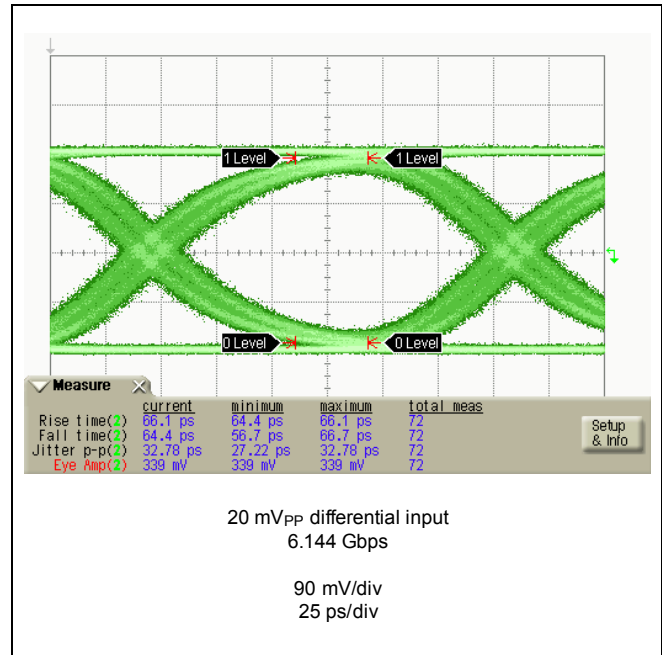 1 Level 1 Level
0 Level 0 Level
Measure
current minimum maximum total meas
Rise time(2) 66.1 ps 64.4 ps 66.1 ps 72
Fall time(2) 64.4 ps 56.7 ps 66.7 ps 72
Jitter p-p(2) 32.78 ps 27.22 ps 32.78 ps 72
Eye Amp(2) 339 mV 339 mV 339 mV 72
Setup
& Info
20 mVPP differential input
6.144 Gbps
90 mV/div
25 ps/div